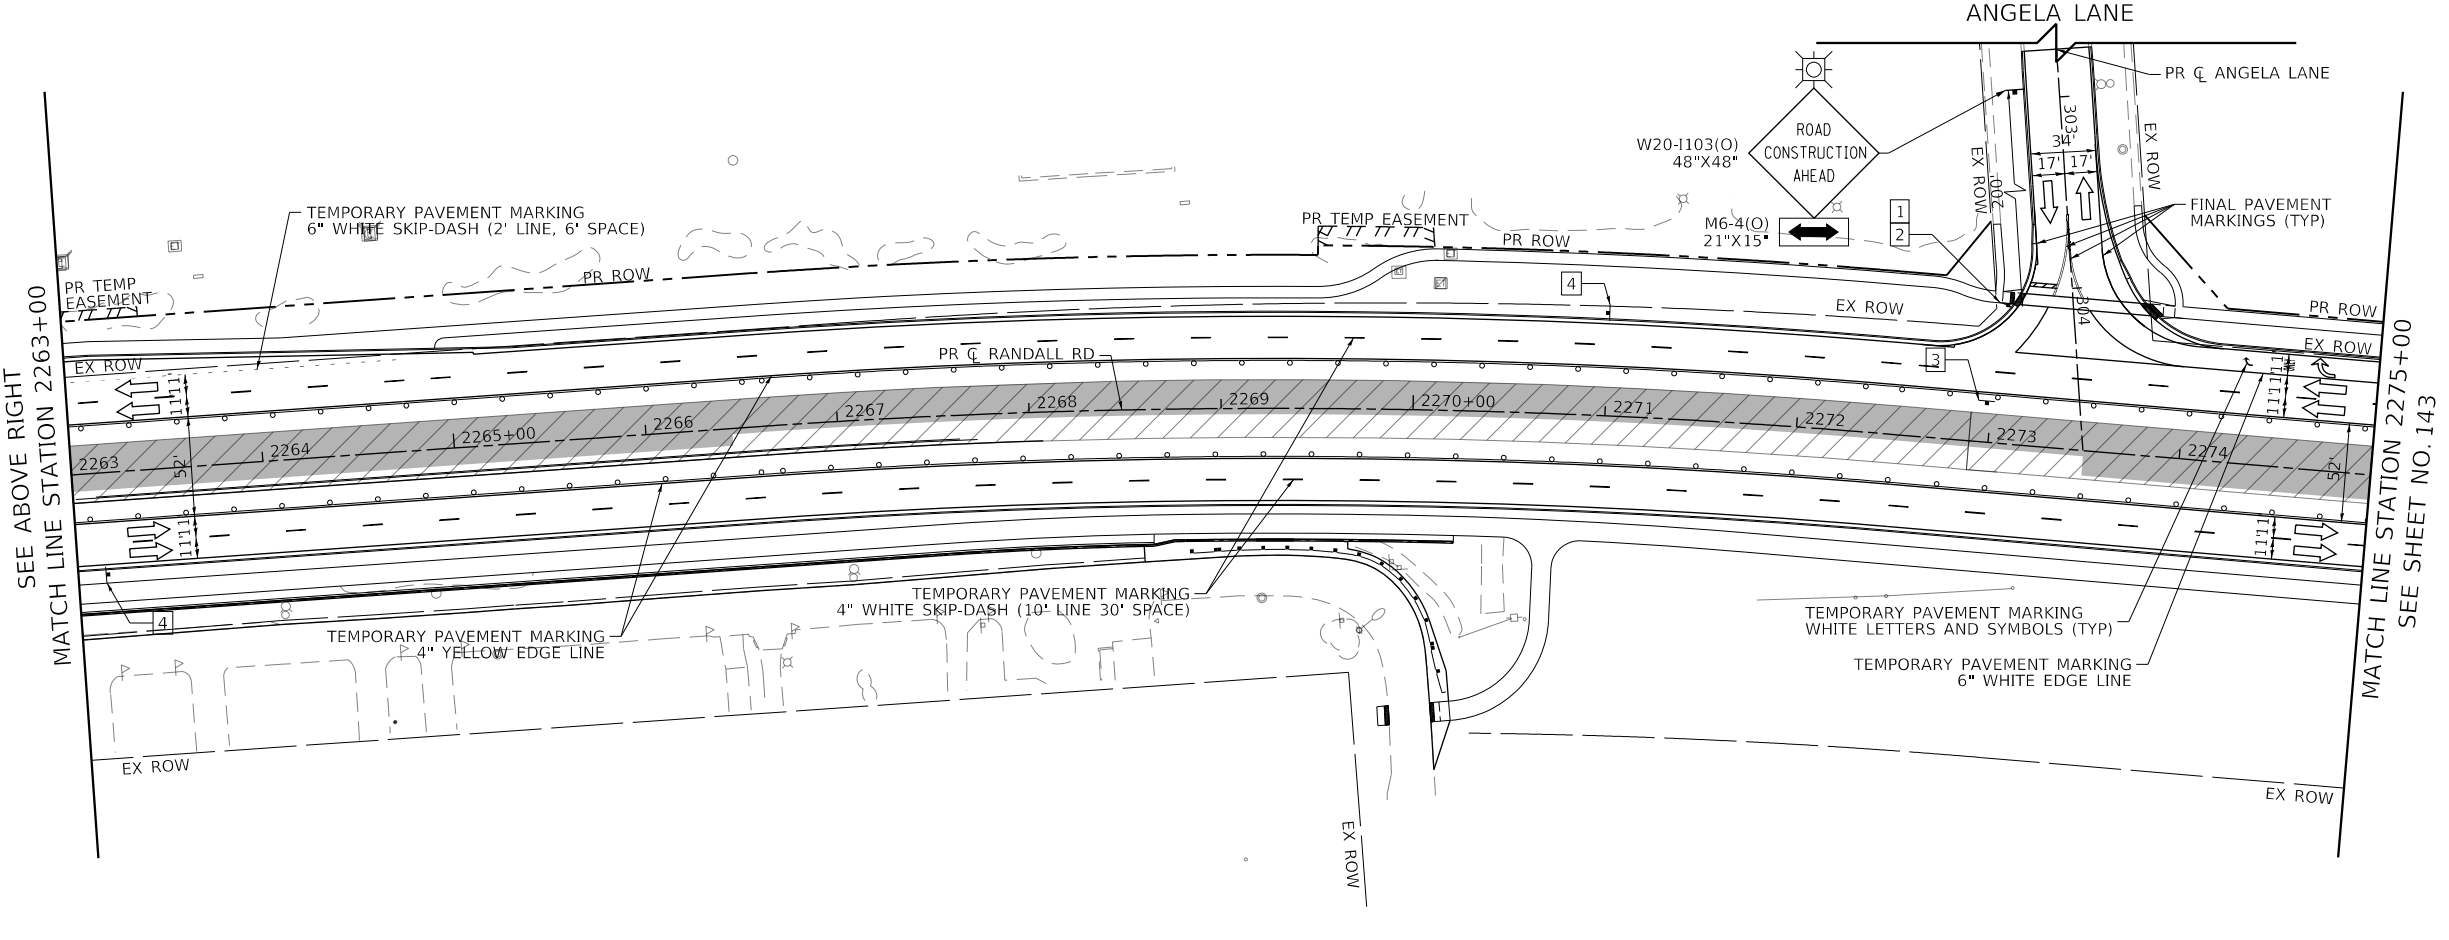 ANGELA LANE
PR ℄ ANGELA LANE
303
34'
17' 17'
EX ROW
EX ROW
200'
ROAD
CONSTRUCTION
AHEAD
W20-I103(O)
48"X48"
M6-4(O)
21"X15"
1
2
FINAL PAVEMENT
MARKINGS (TYP)
TEMPORARY PAVEMENT MARKING
6" WHITE SKIP-DASH (2' LINE, 6' SPACE)
PR TEMP EASEMENT
PR ROW
PR ROW
PR TEMP
EASEMENT
4
EX ROW
304
PR ROW
EX ROW
EX ROW
PR ℄ RANDALL RD
3
11' 11'
11' 11' 11'
2263
2264
2265+00
2266
2267
2268
2269
2270+00
2271
2272
2273
2274
52'
52'
11' 11'
11' 11'
SEE ABOVE RIGHT
MATCH LINE STATION 2263+00
MATCH LINE STATION 2275+00
SEE SHEET NO. 143
4
TEMPORARY PAVEMENT MARKING
4" WHITE SKIP-DASH (10' LINE 30' SPACE)
TEMPORARY PAVEMENT MARKING
4" YELLOW EDGE LINE
TEMPORARY PAVEMENT MARKING
WHITE LETTERS AND SYMBOLS (TYP)
TEMPORARY PAVEMENT MARKING
6" WHITE EDGE LINE
EX ROW
EX ROW
EX ROW